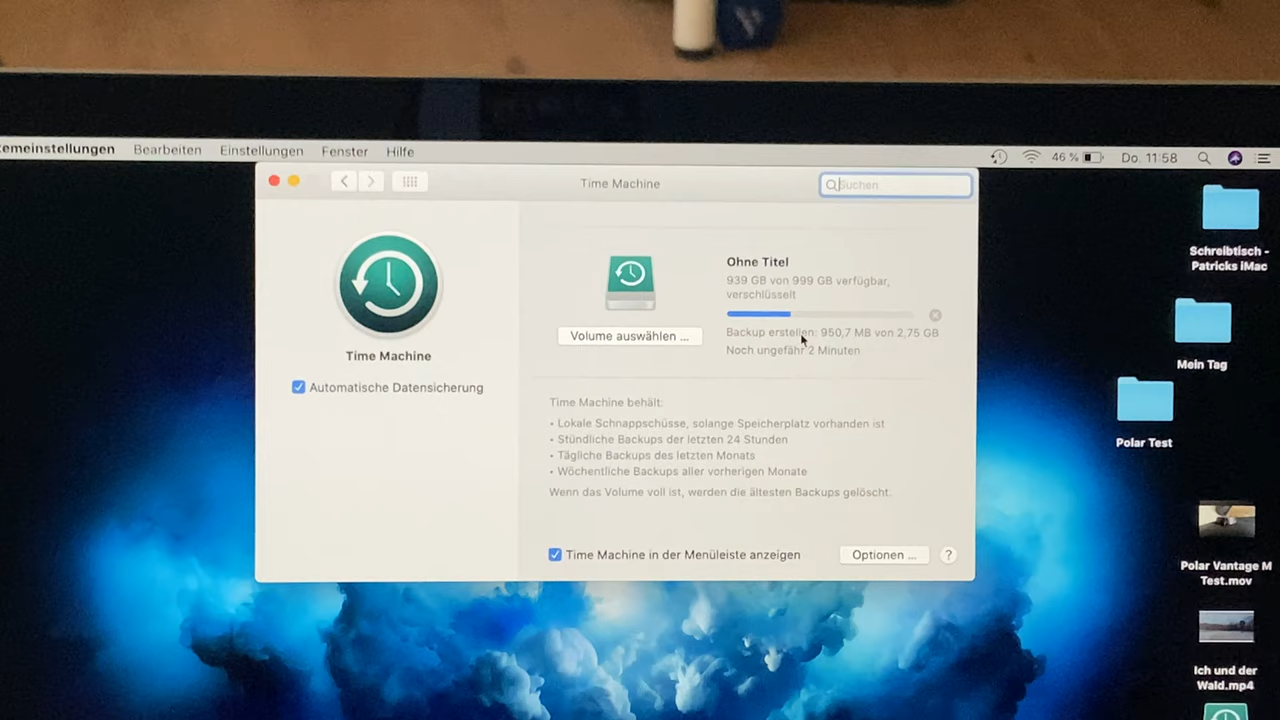 emeinstellungen Bearbeiten Einstellungen Fenster Hilfe 46 % Do. 11:58
Time Machine
Suchen
Time Machine
Automatische Datensicherung
Ohne Titel
939 GB von 999 GB verfügbar,
verschlüsselt
Volume auswählen ...
Backup erstellen: 950,7 MB von 2,75 GB
Noch ungefähr 2 Minuten
Time Machine behält:
• Lokale Schnappschüsse, solange Speicherplatz vorhanden ist
• Stündliche Backups der letzten 24 Stunden
• Tägliche Backups des letzten Monats
• Wöchentliche Backups aller vorherigen Monate
Wenn das Volume voll ist, werden die ältesten Backups gelöscht.
Time Machine in der Menüleiste anzeigen
Optionen ... ?
Schreibtisch -
Patricks iMac
Mein Tag
Polar Test
Polar Vantage M
Test.mov
Ich und der
Wald.mp4